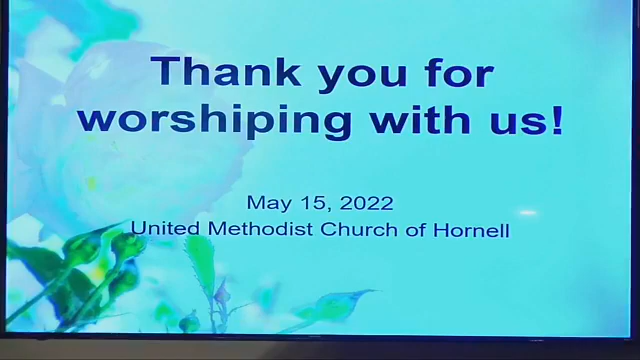 Thank you for
worshiping with us!
May 15, 2022
United Methodist Church of Hornell